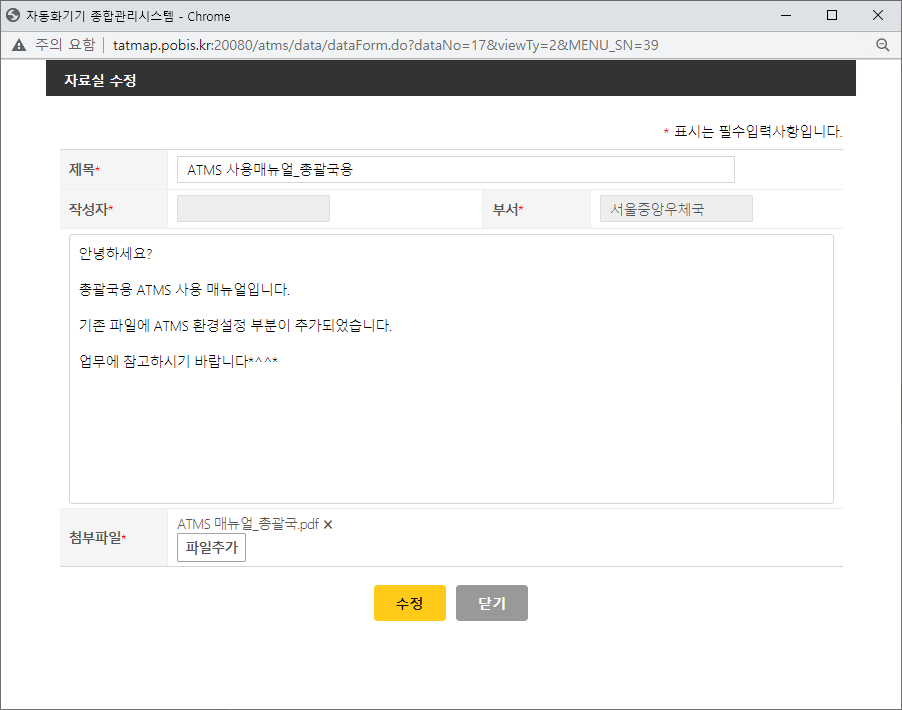 자동화기기 종합관리시스템 - Chrome
주의 요함 | tatmap.pobis.kr:20080/atms/data/dataForm.do?dataNo=17&viewTy=2&MENU_SN=39
자료실 수정
* 표시는 필수입력사항입니다.
제목* ATMS 사용매뉴얼_총괄국용
작성자* 부서* 서울중앙우체국
안녕하세요?
총괄국용 ATMS 사용 매뉴얼입니다.
기존 파일에 ATMS 환경설정 부분이 추가되었습니다.
업무에 참고하시기 바랍니다*^^*
첨부파일* ATMS 매뉴얼_총괄국.pdf ×
파일추가
수정 닫기